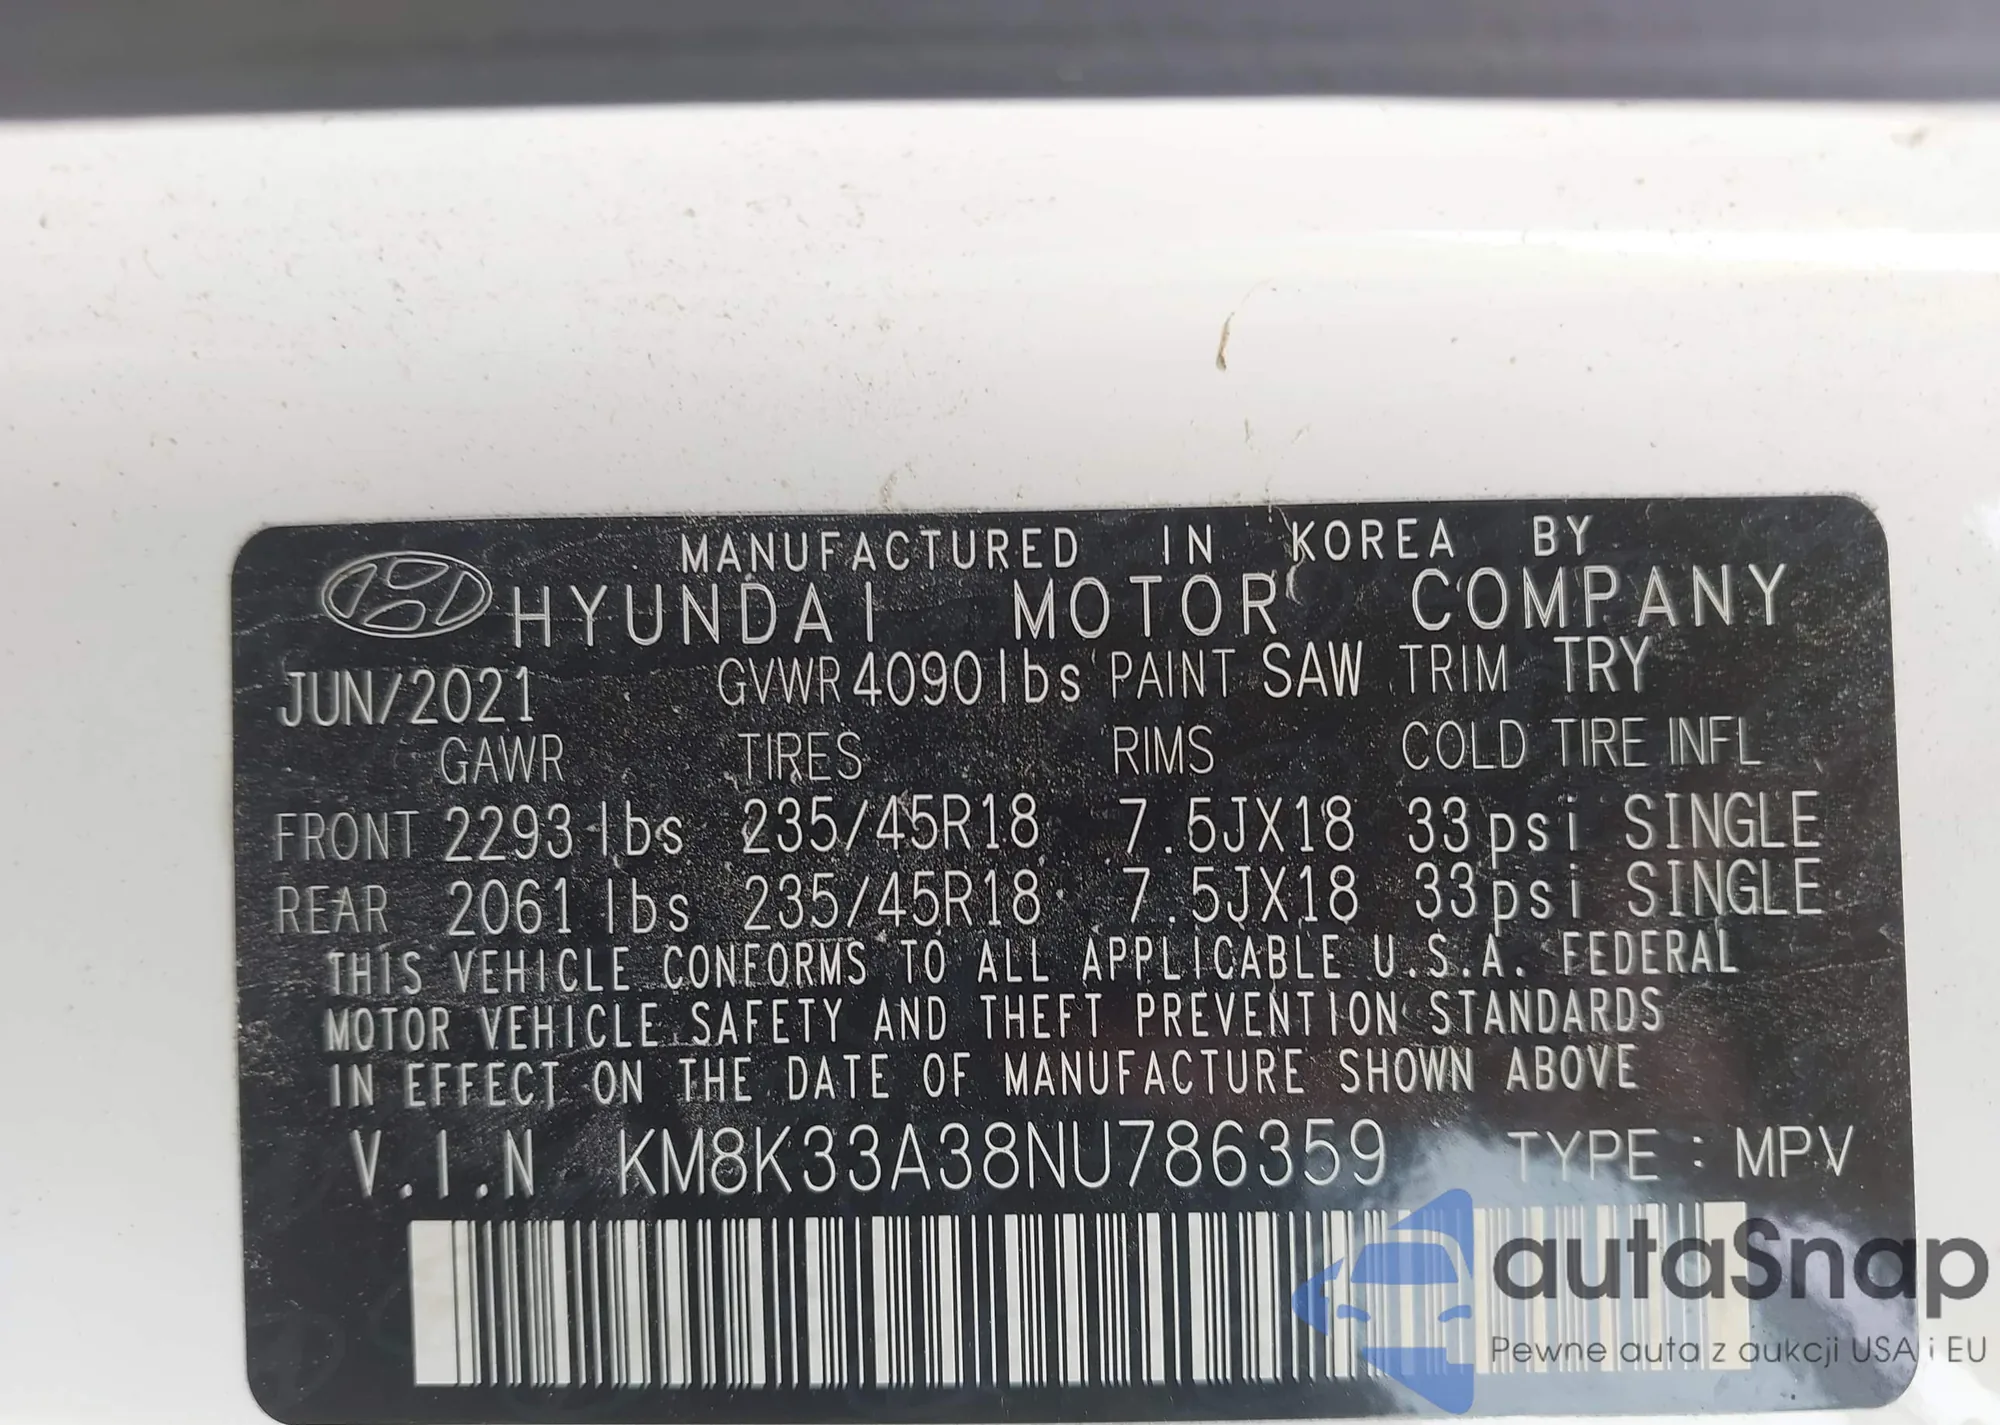 MANUFACTURED IN KOREA BY
HYUNDAI MOTOR COMPANY
JUN/2021 GVWR 4090 lbs PAINT SAW TRIM TRY
GAWR TIRES RIMS COLD TIRE INFL
FRONT 2293 lbs 235/45R18 7.5JX18 33psi SINGLE
REAR 2061 lbs 235/45R18 7.5JX18 33psi SINGLE
THIS VEHICLE CONFORMS TO ALL APPLICABLE U.S.A. FEDERAL
MOTOR VEHICLE SAFETY AND THEFT PREVENTION STANDARDS
IN EFFECT ON THE DATE OF MANUFACTURE SHOWN ABOVE
V.I.N KM8K33A38NU786359 TYPE : MPV
autaSnap
Pewne auta z aukcji USA i EU